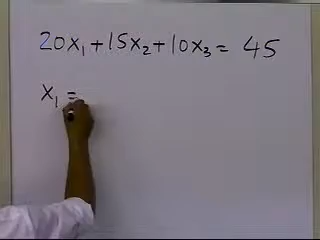 20x₁+15x₂+10x₃= 45
x₁ =